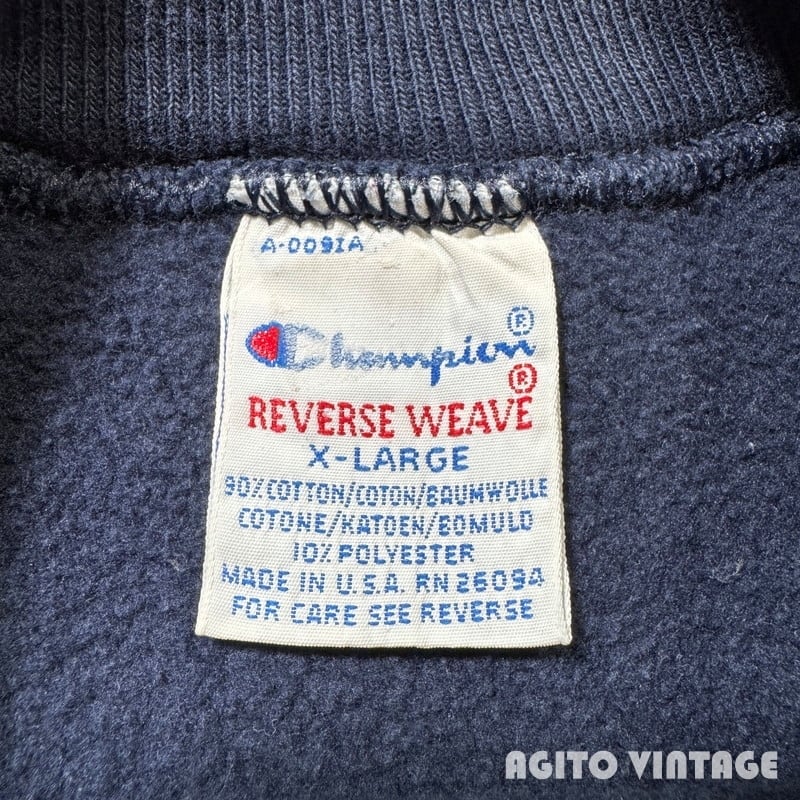 A-0091A
Champion®
REVERSE WEAVE®
X-LARGE
90% COTTON/COTON/BAUMWOLLE
COTONE/KATOEN/BOMULD
10% POLYESTER
MADE IN U.S.A. RN 26094
FOR CARE SEE REVERSE
AGITO VINTAGE